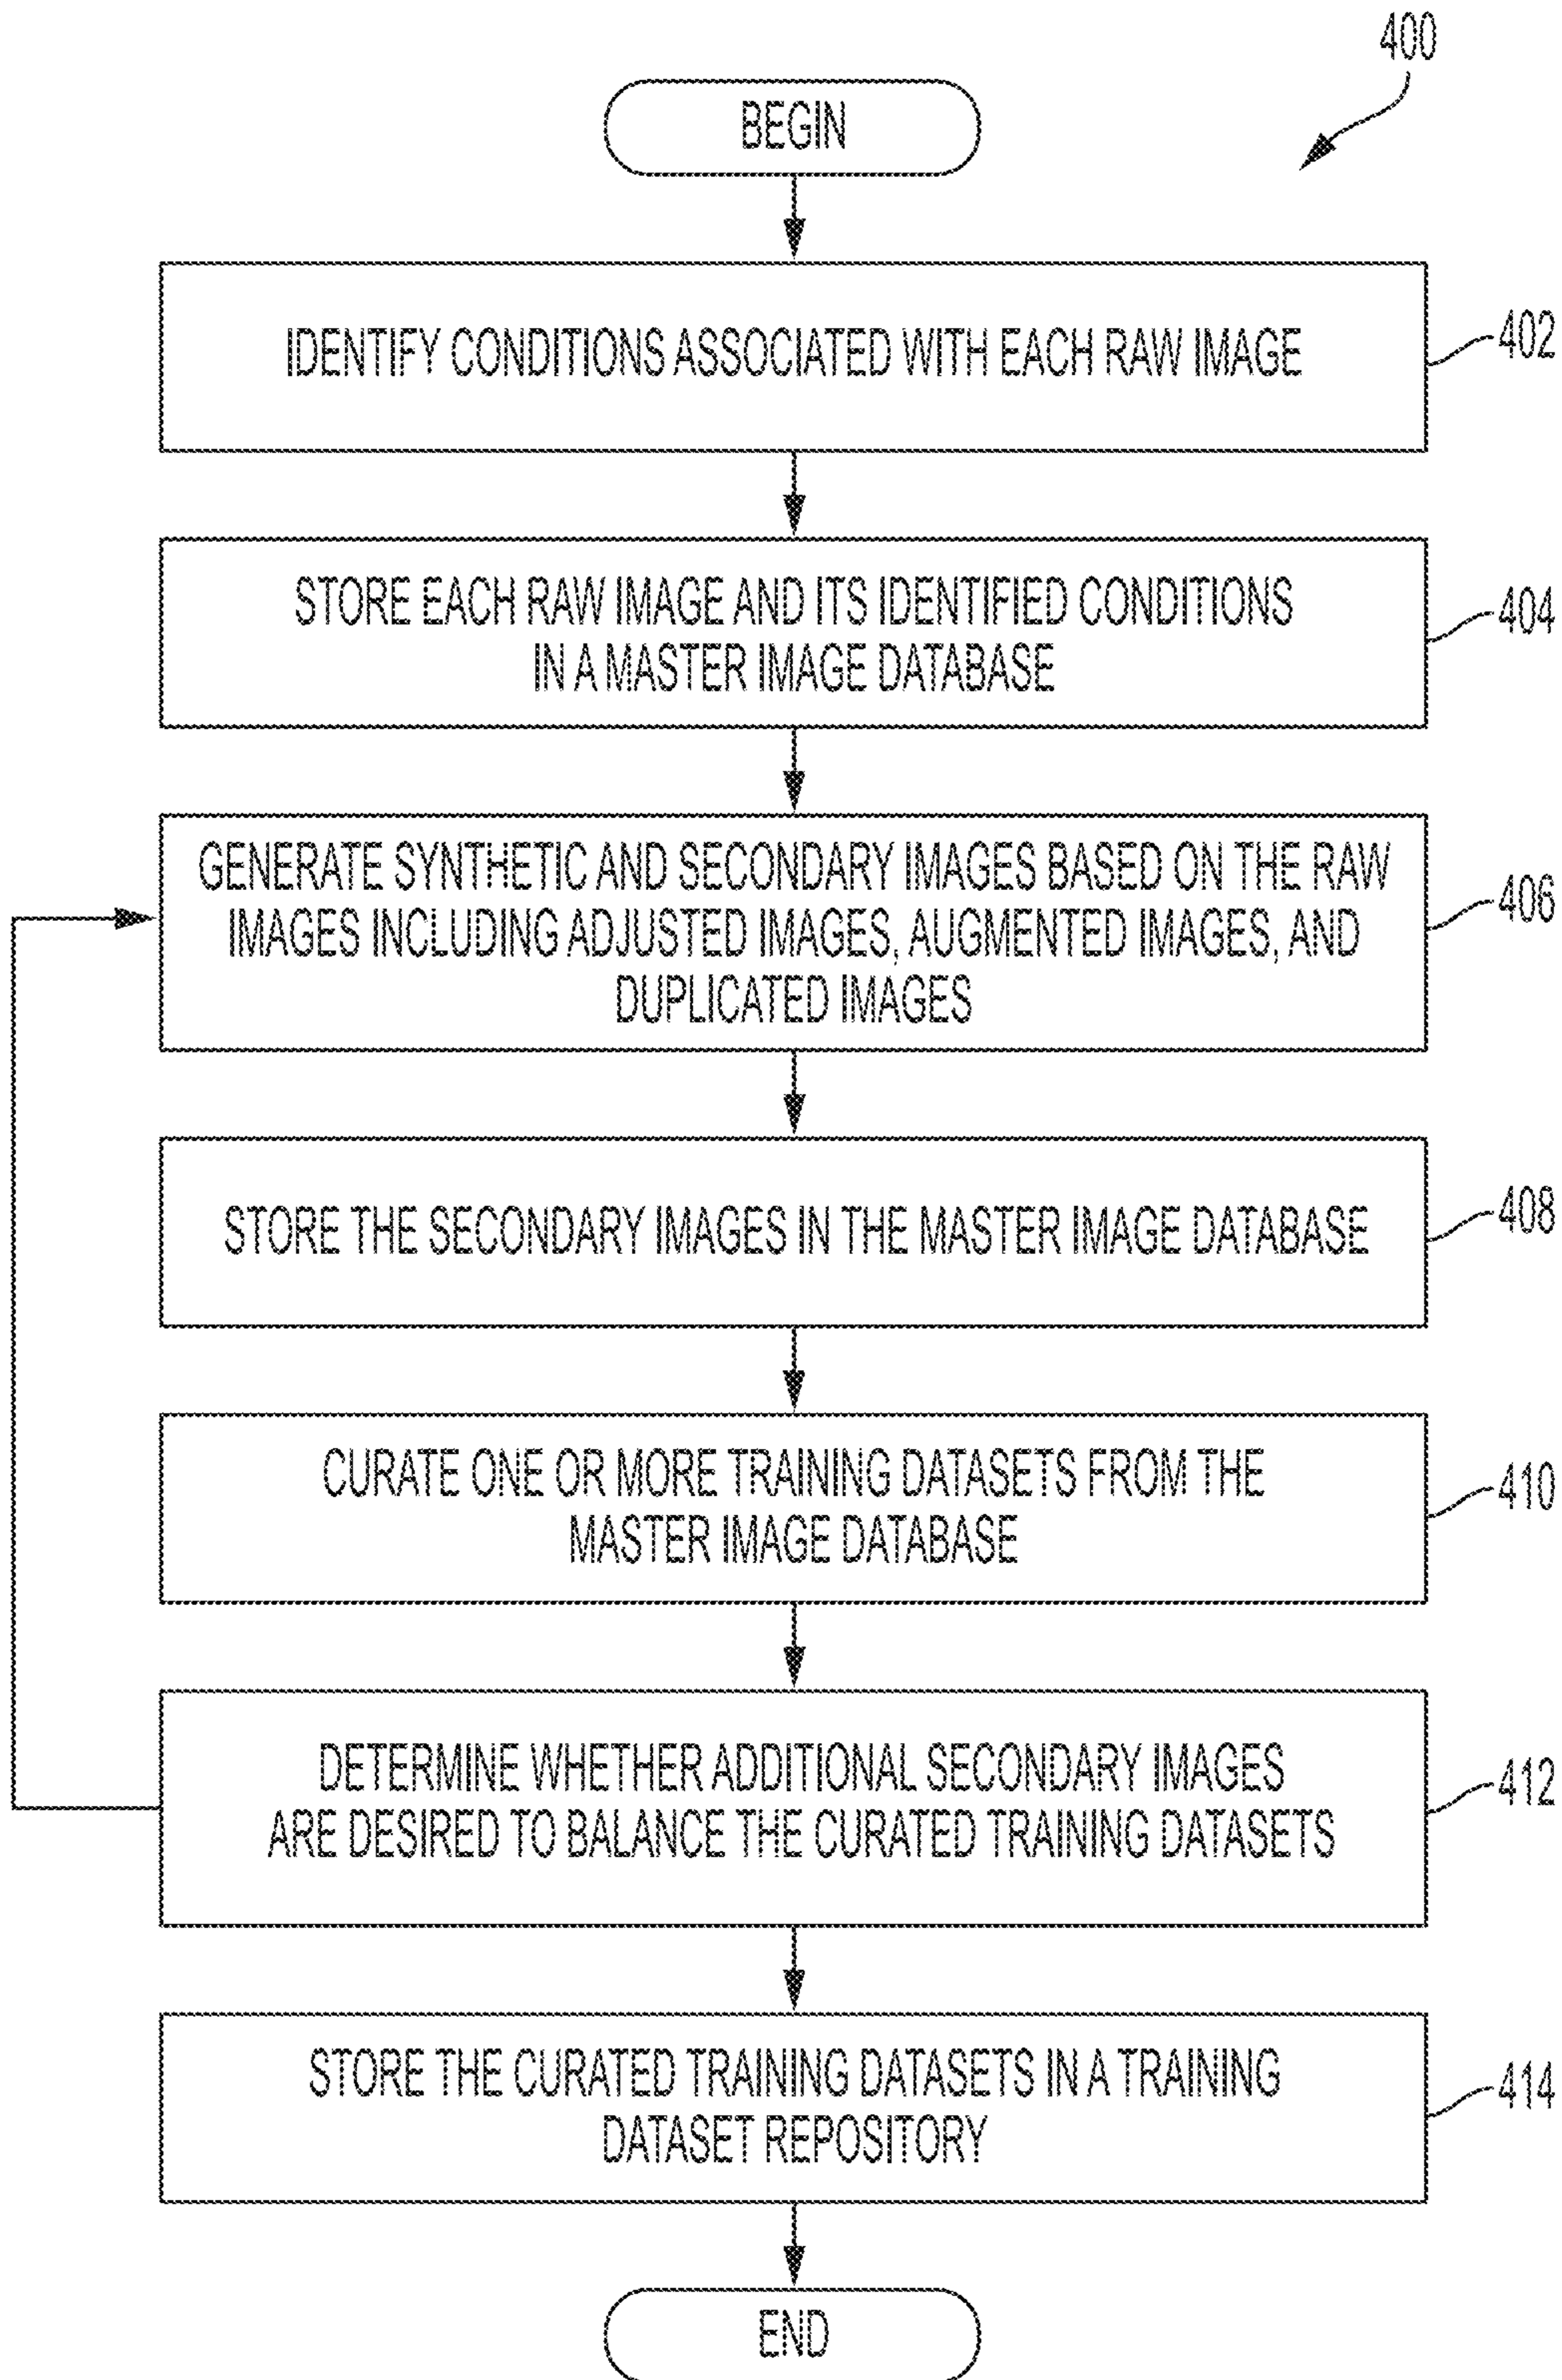 400
BEGIN
IDENTIFY CONDITIONS ASSOCIATED WITH EACH RAW IMAGE
402
STORE EACH RAW IMAGE AND ITS IDENTIFIED CONDITIONS
IN A MASTER IMAGE DATABASE
404
GENERATE SYNTHETIC AND SECONDARY IMAGES BASED ON THE RAW
IMAGES INCLUDING ADJUSTED IMAGES, AUGMENTED IMAGES, AND
DUPLICATED IMAGES
406
STORE THE SECONDARY IMAGES IN THE MASTER IMAGE DATABASE
408
CURATE ONE OR MORE TRAINING DATASETS FROM THE
MASTER IMAGE DATABASE
410
DETERMINE WHETHER ADDITIONAL SECONDARY IMAGES
ARE DESIRED TO BALANCE THE CURATED TRAINING DATASETS
412
STORE THE CURATED TRAINING DATASETS IN A TRAINING
DATASET REPOSITORY
414
END